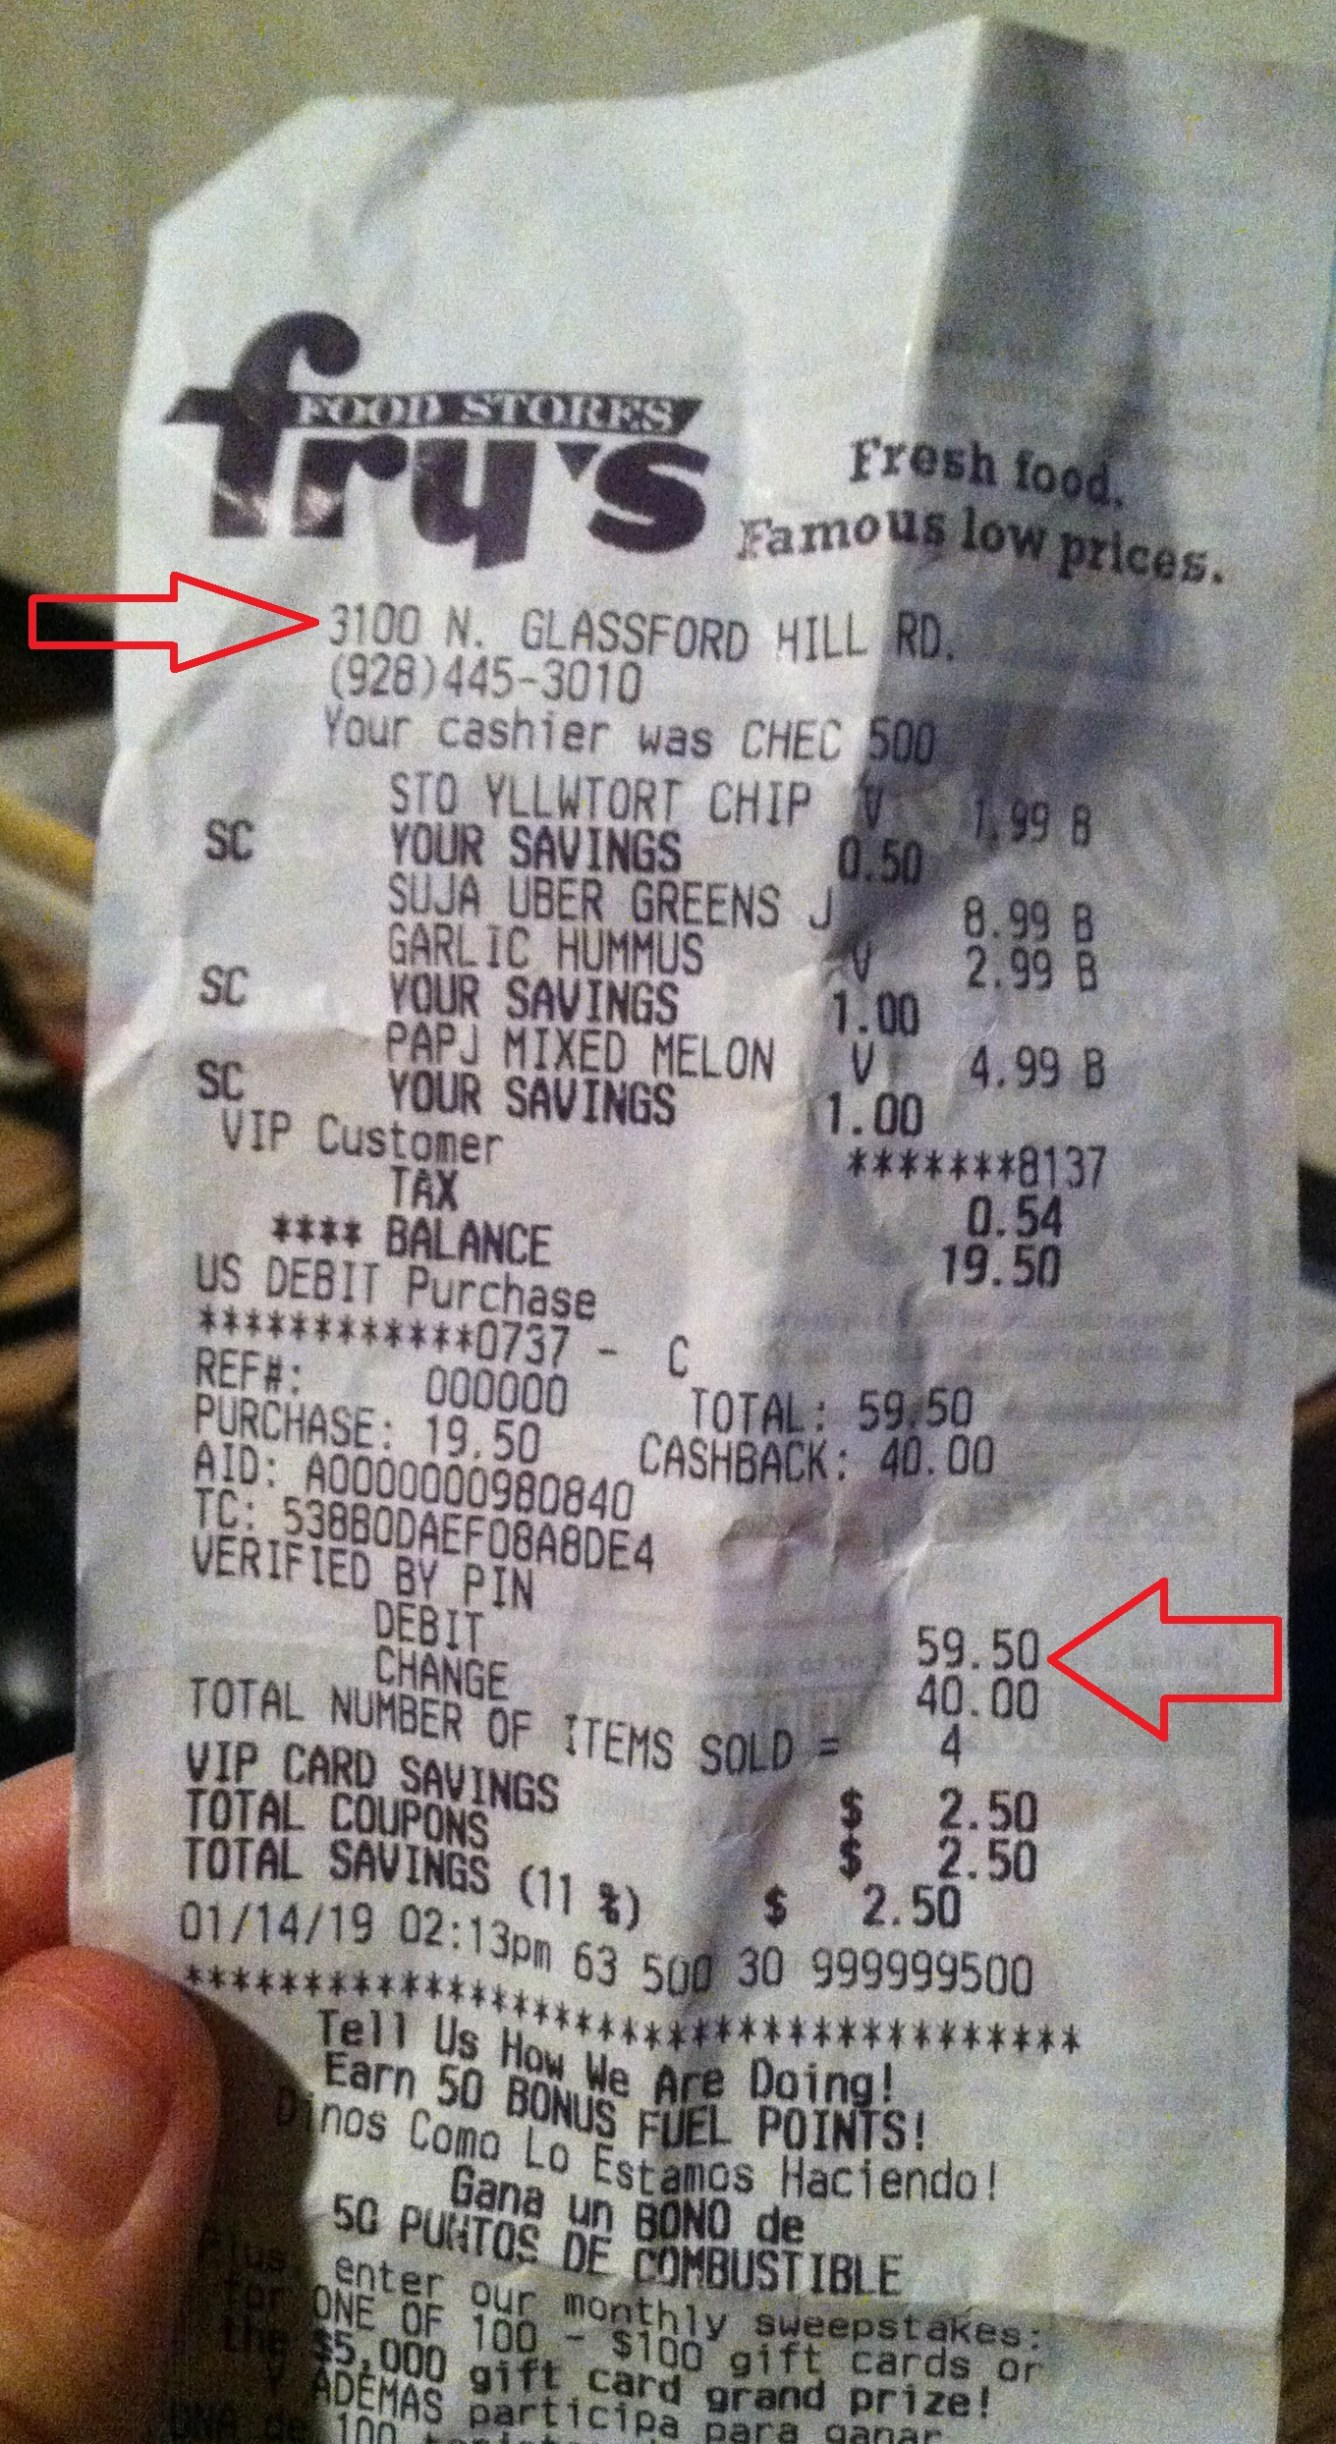 fry's
FOOD STORES
Fresh food.
Famous low prices.
3100 N. GLASSFORD HILL RD.
(928)445-3010
Your cashier was CHEC 500
STO YLLWTORT CHIP V 1.99 B
SC YOUR SAVINGS 0.50
SUJA UBER GREENS J 8.99 B
GARLIC HUMMUS V 2.99 B
SC YOUR SAVINGS 1.00
PAPJ MIXED MELON V 4.99 B
SC YOUR SAVINGS 1.00
VIP Customer *******8137
TAX 0.54
**** BALANCE 19.50
US DEBIT Purchase
************0737 - C
REF#: 000000 TOTAL: 59.50
PURCHASE: 19.50 CASHBACK: 40.00
AID: A0000000980840
TC: 538B0DAEF08A8DE4
VERIFIED BY PIN
DEBIT 59.50
CHANGE 40.00
TOTAL NUMBER OF ITEMS SOLD = 4
VIP CARD SAVINGS $ 2.50
TOTAL COUPONS $ 2.50
TOTAL SAVINGS (11 %) $ 2.50
01/14/19 02:13pm 63 500 30 999999500
****************************************
Tell Us How We Are Doing!
Earn 50 BONUS FUEL POINTS!
Dinos Como Lo Estamos Haciendo!
Gana un BONO de
50 PUNTOS DE COMBUSTIBLE
Plus, enter our monthly sweepstakes:
for ONE OF 100 - $100 gift cards or
the $5,000 gift card grand prize!
Y ADEMAS participa para ganar
UNA de 100